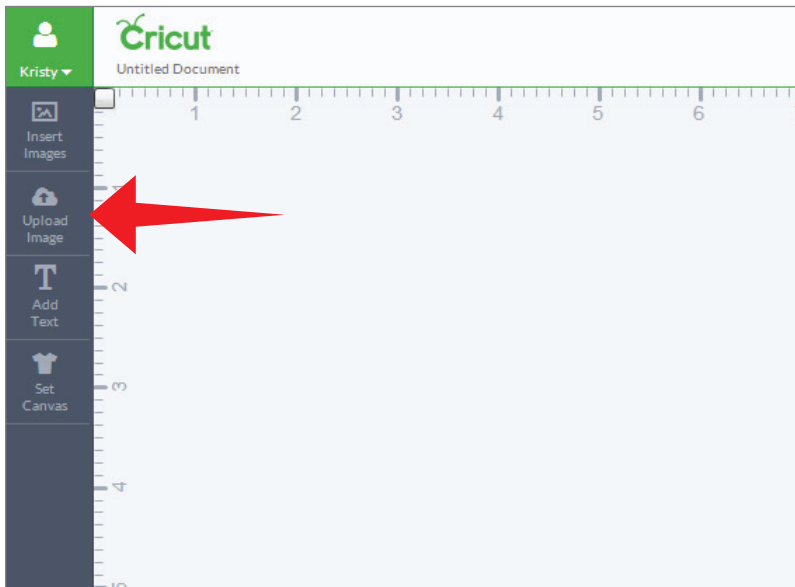 Cricut
Kristy
Untitled Document
1 2 3 4 5 6
Insert
Images
1
Upload
Image
2
Add
Text
3
Set
Canvas
4
5